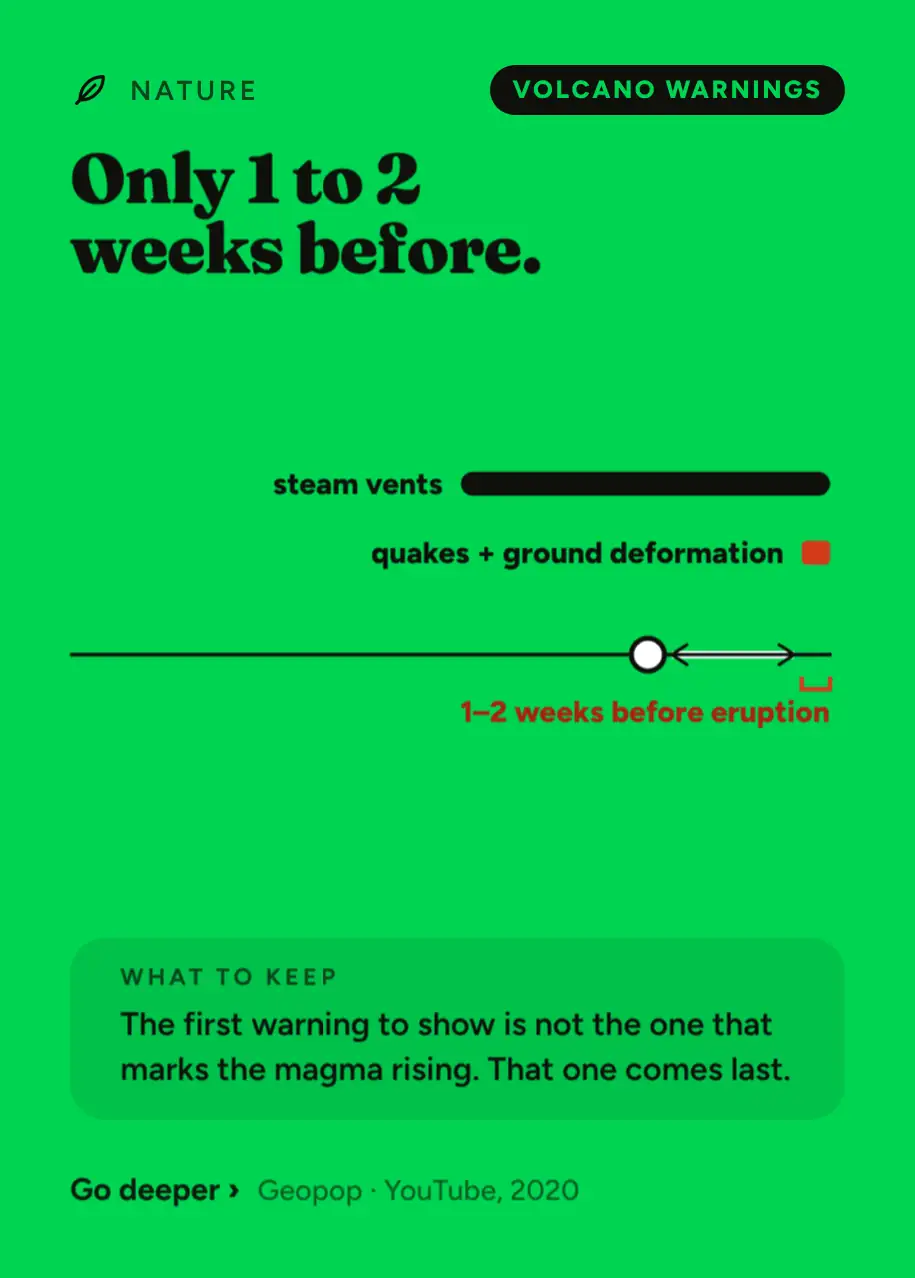 NATURE
VOLCANO WARNINGS
Only 1 to 2
weeks before.
steam vents
quakes + ground deformation
1–2 weeks before eruption
WHAT TO KEEP
The first warning to show is not the one that
marks the magma rising. That one comes last.
Go deeper › Geopop · YouTube, 2020